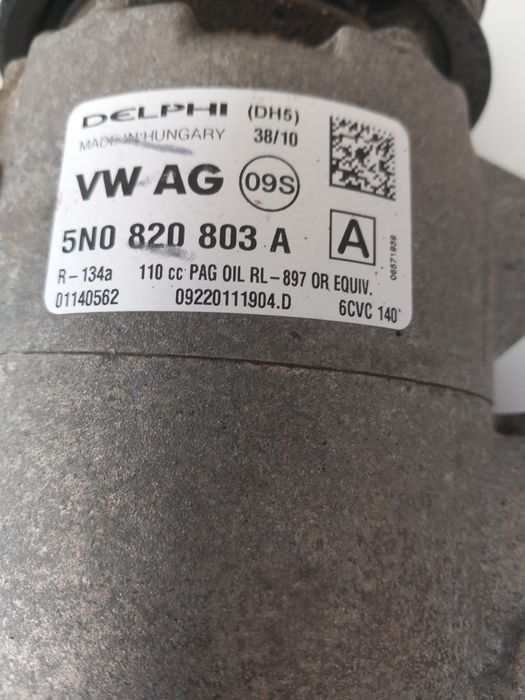 DELPHI (DH5)
MADE IN HUNGARY 38/10
VW AG 09S
5N0 820 803 A A
R-134a 110 cc PAG OIL RL-897 OR EQUIV.
01140562 09220111904.D 6CVC 140
08571939